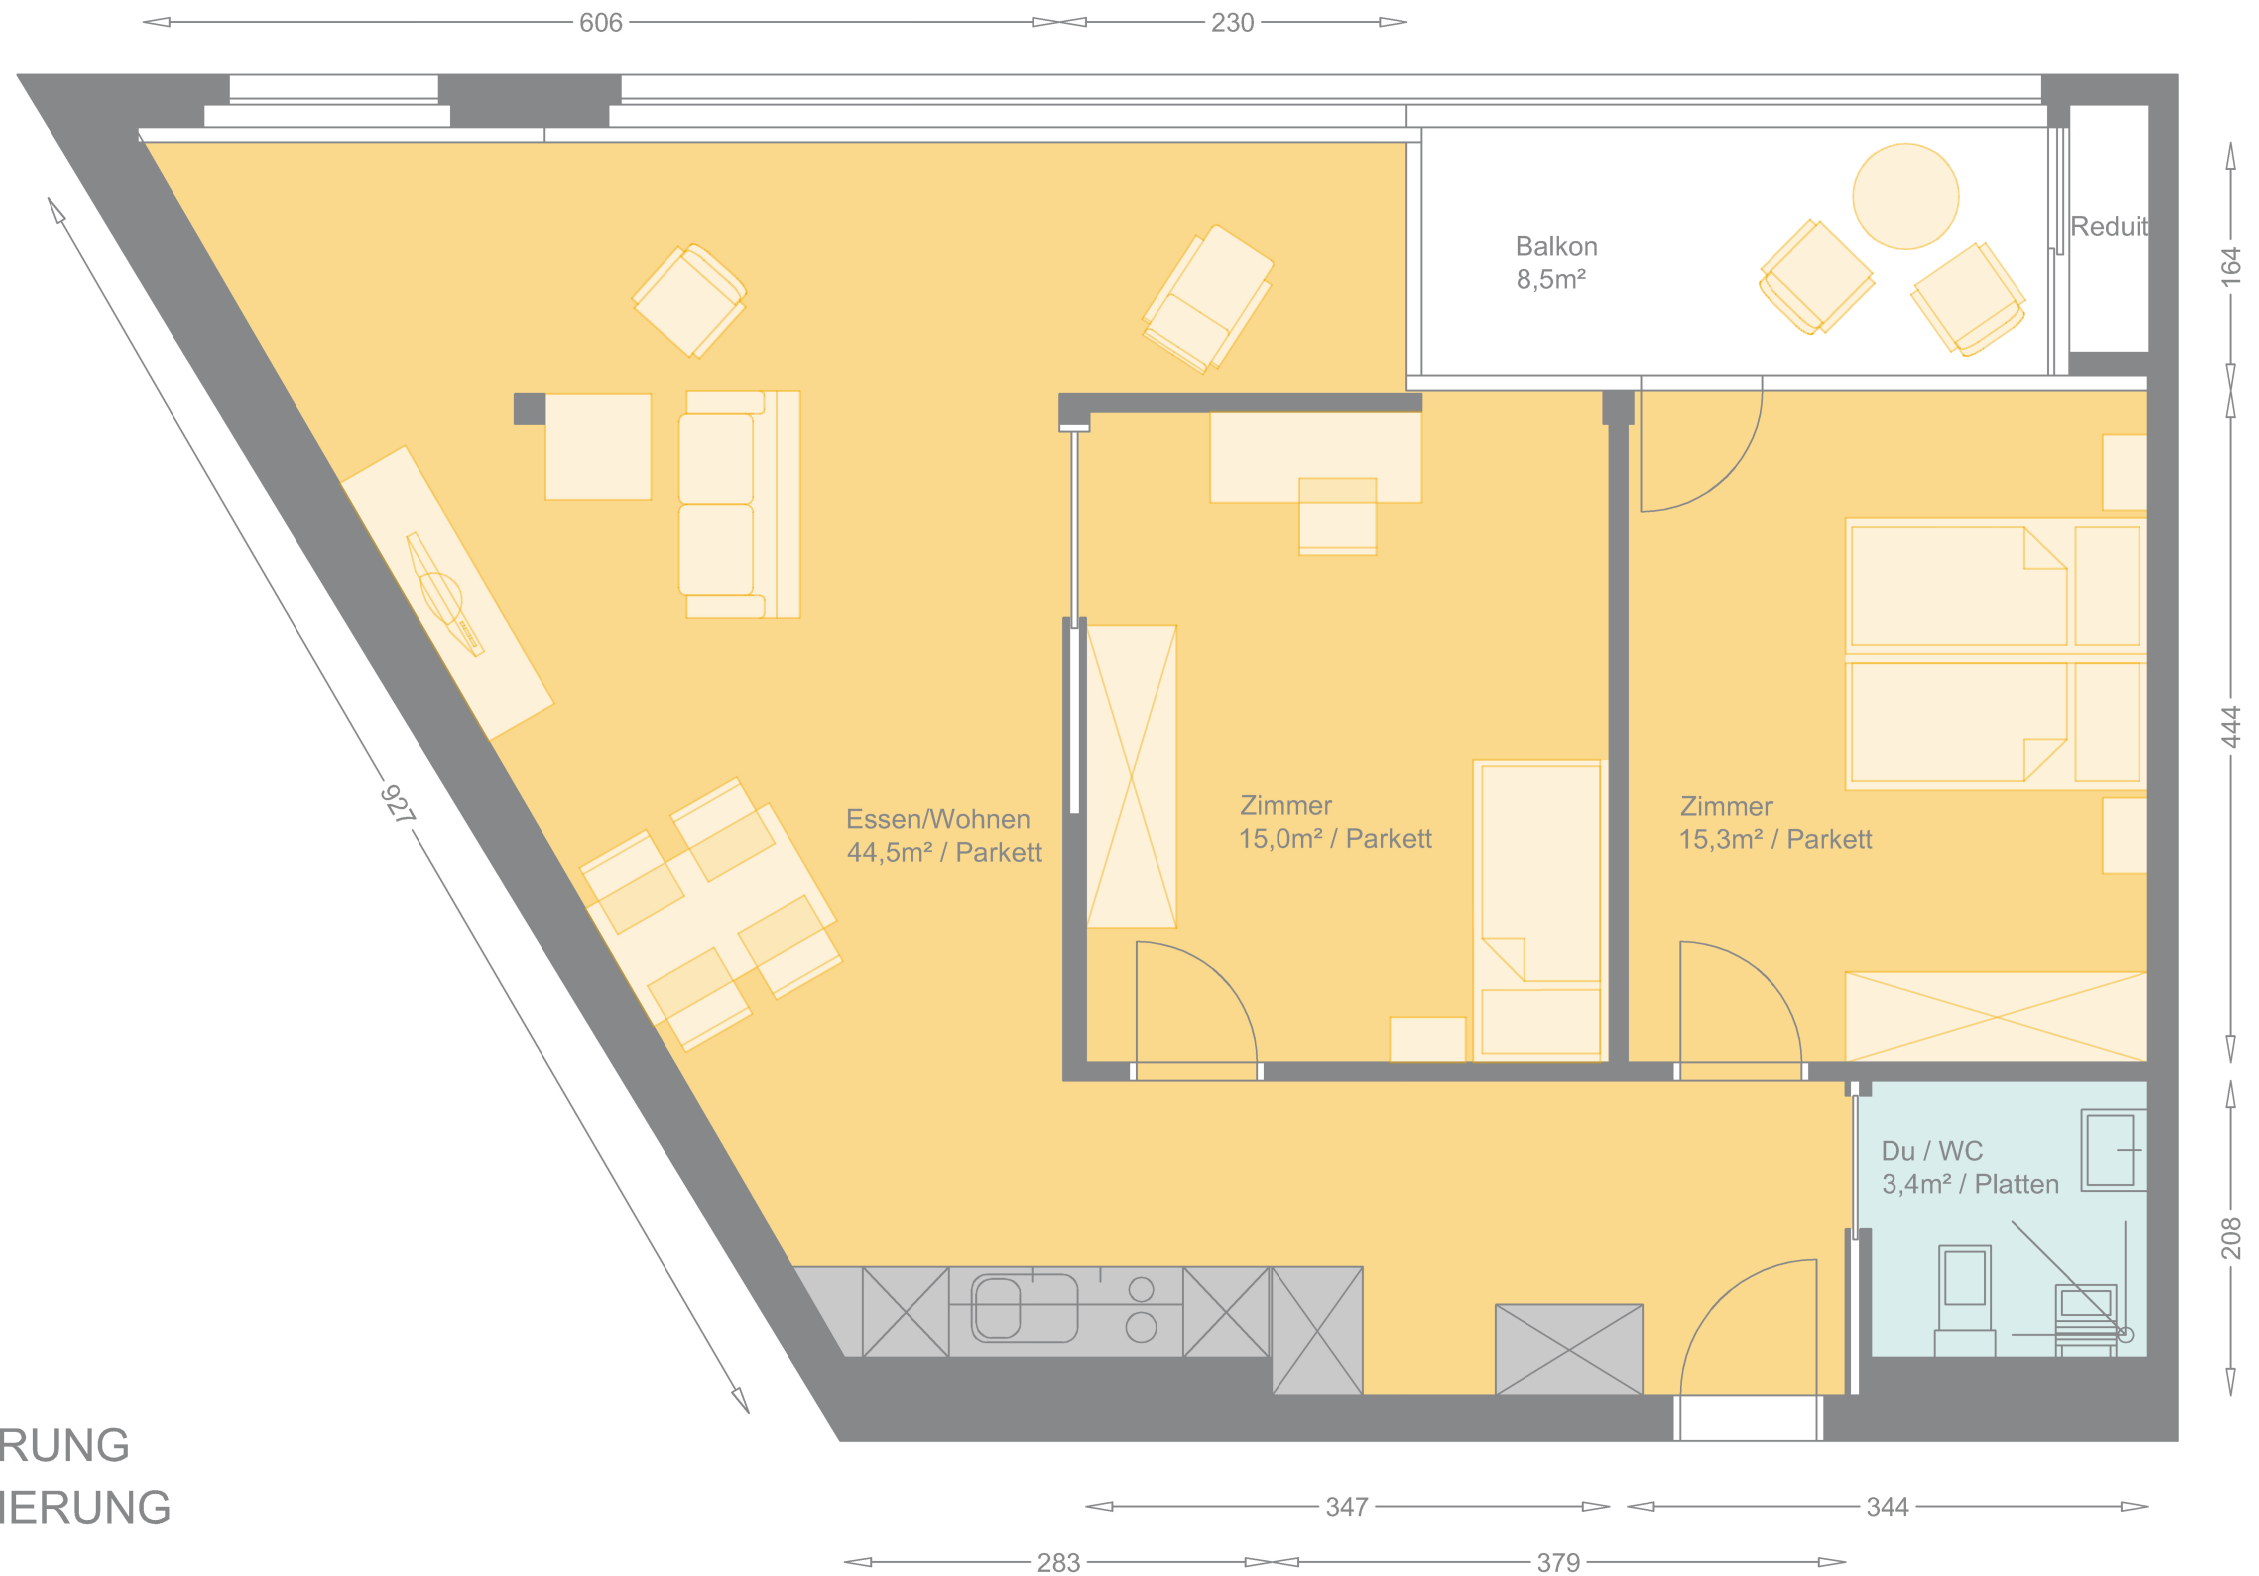 606
230
Balkon
8,5m²
Reduit
164
444
927
Essen/Wohnen
44,5m² / Parkett
Zimmer
15,0m² / Parkett
Zimmer
15,3m² / Parkett
Du / WC
3,4m² / Platten
208
RUNG
IERUNG
347
344
283
379